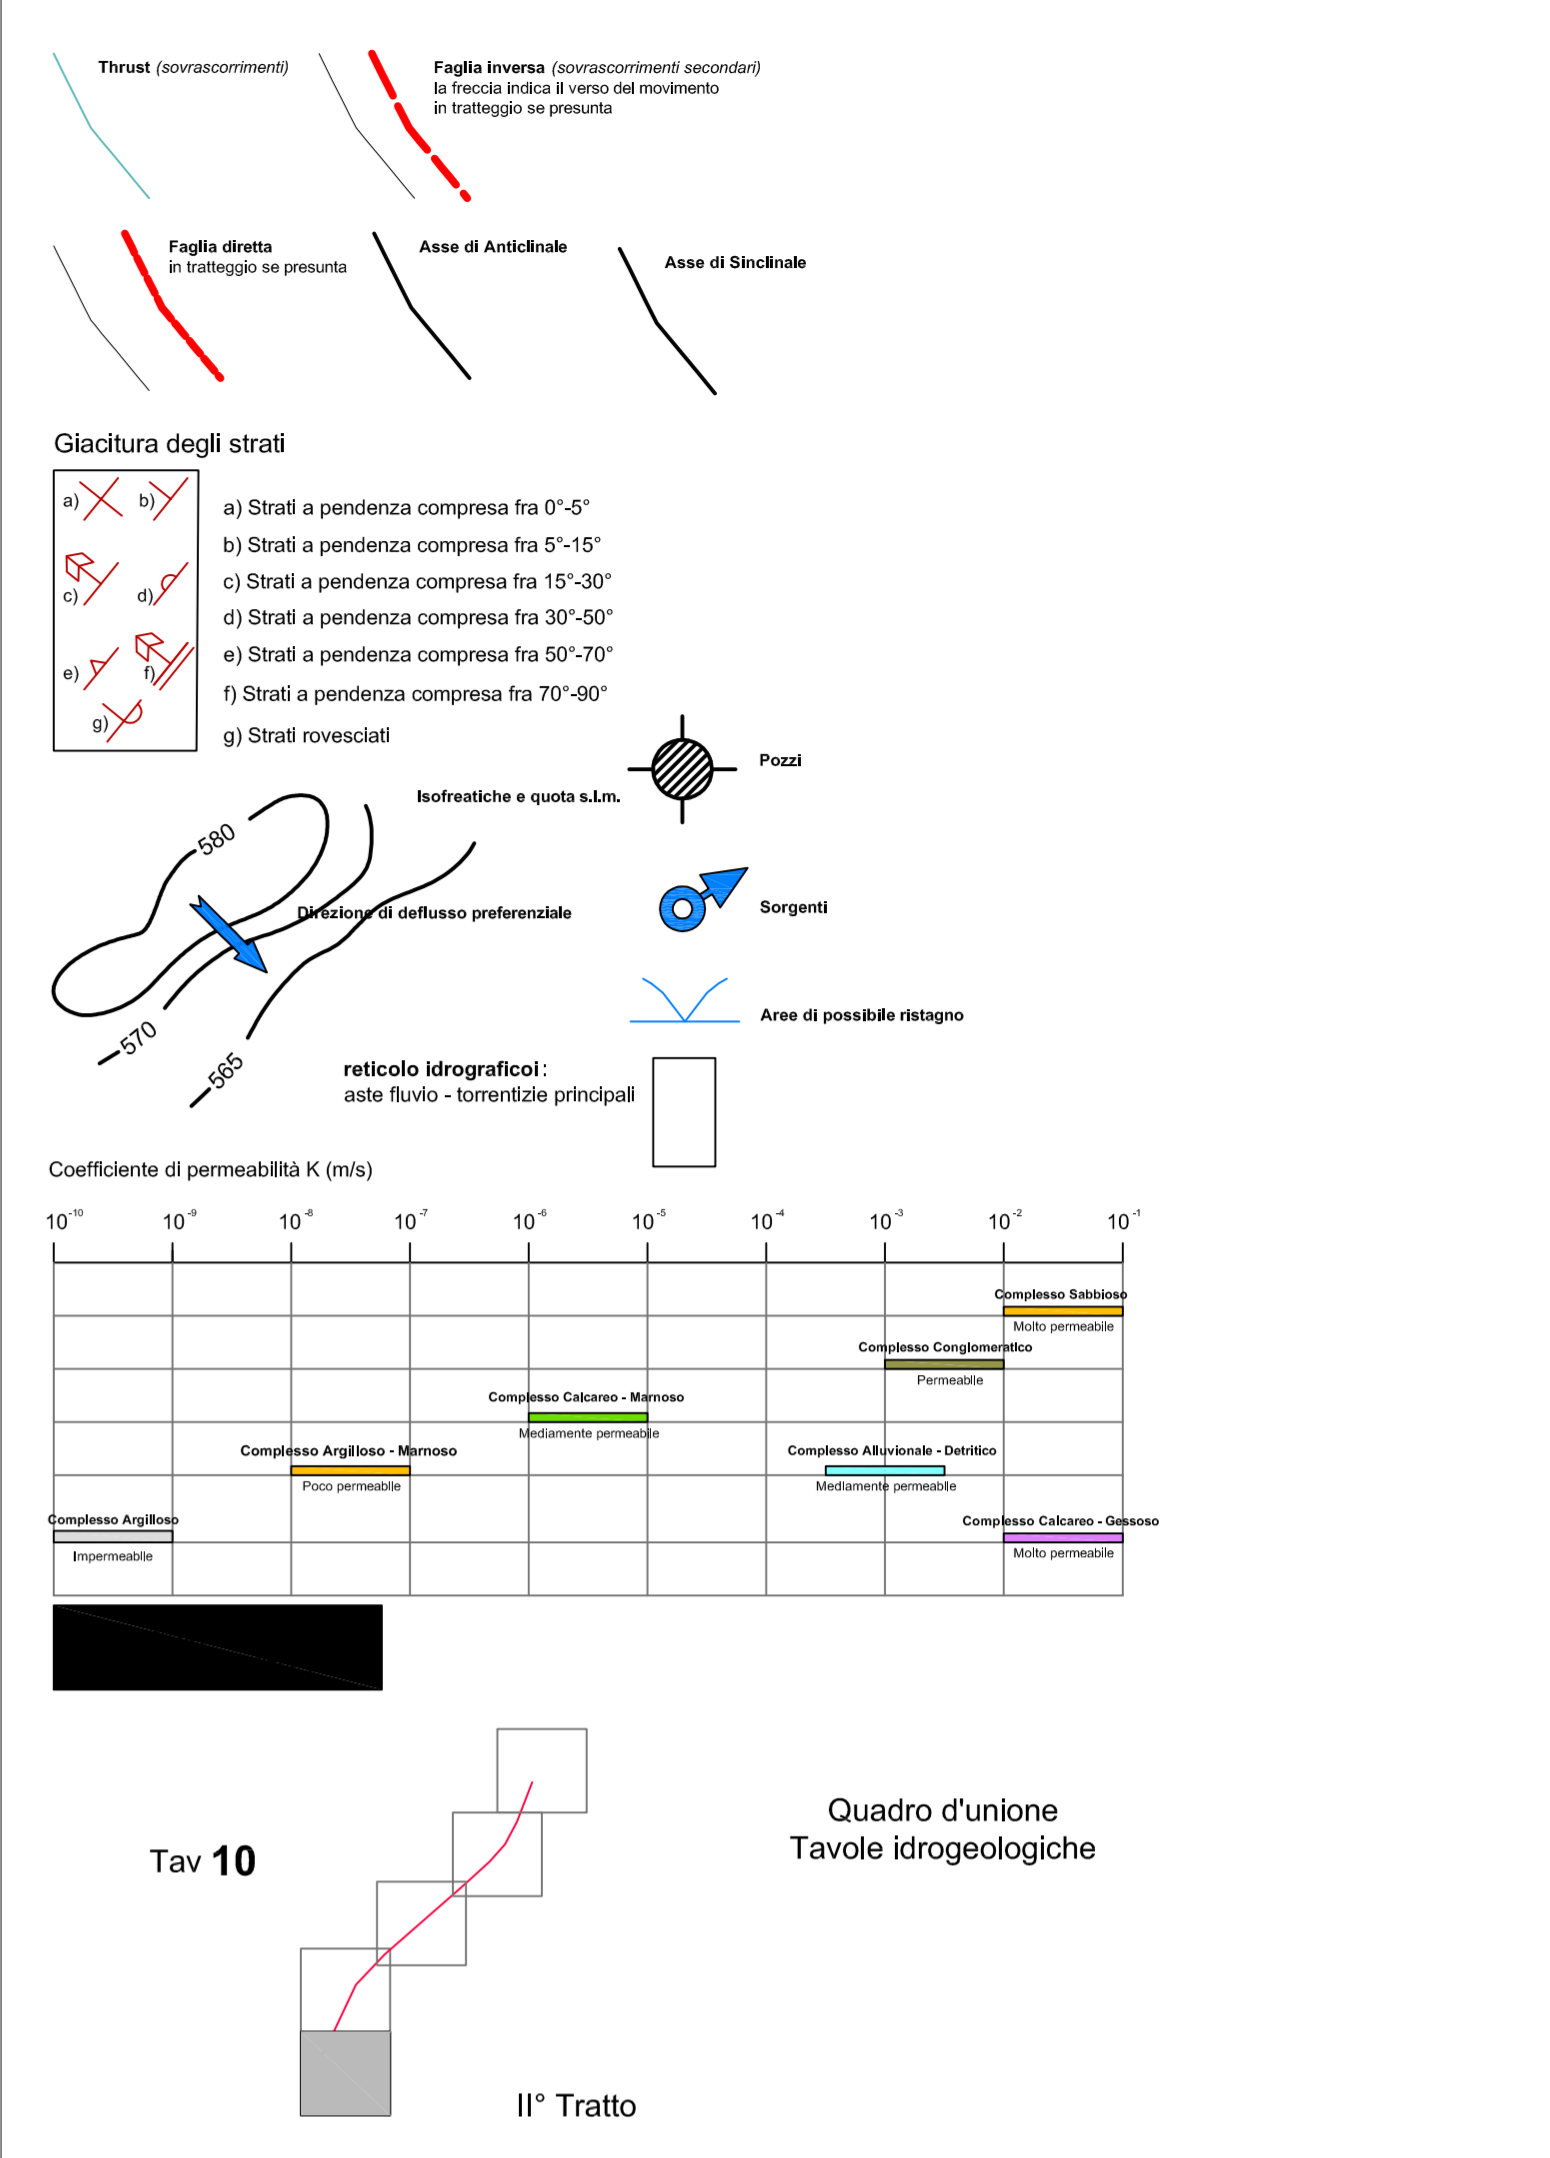 Thrust (sovrascorrimenti)
Faglia inversa (sovrascorrimenti secondari)
la freccia indica il verso del movimento
in tratteggio se presunta
Faglia diretta
in tratteggio se presunta
Asse di Anticlinale
Asse di Sinclinale
Giacitura degli strati
a) b)
c) d)
e) f)
g)
a) Strati a pendenza compresa fra 0°-5°
b) Strati a pendenza compresa fra 5°-15°
c) Strati a pendenza compresa fra 15°-30°
d) Strati a pendenza compresa fra 30°-50°
e) Strati a pendenza compresa fra 50°-70°
f) Strati a pendenza compresa fra 70°-90°
g) Strati rovesciati
Pozzi
Isofreatiche e quota s.l.m.
580
Direzione di deflusso preferenziale
Sorgenti
570
565
Aree di possibile ristagno
reticolo idrograficoi:
aste fluvio - torrentizie principali
Coefficiente di permeabilità K (m/s)
10⁻¹⁰ 10⁻⁹ 10⁻⁸ 10⁻⁷ 10⁻⁶ 10⁻⁵ 10⁻⁴ 10⁻³ 10⁻² 10⁻¹
Complesso Sabbioso
Molto permeabile
Complesso Conglomeratico
Permeabile
Complesso Calcareo - Marnoso
Mediamente permeabile
Complesso Argilloso - Marnoso
Poco permeabile
Complesso Alluvionale - Detritico
Mediamente permeabile
Complesso Argilloso
Impermeabile
Complesso Calcareo - Gessoso
Molto permeabile
Tav 10
Quadro d'unione
Tavole idrogeologiche
II° Tratto